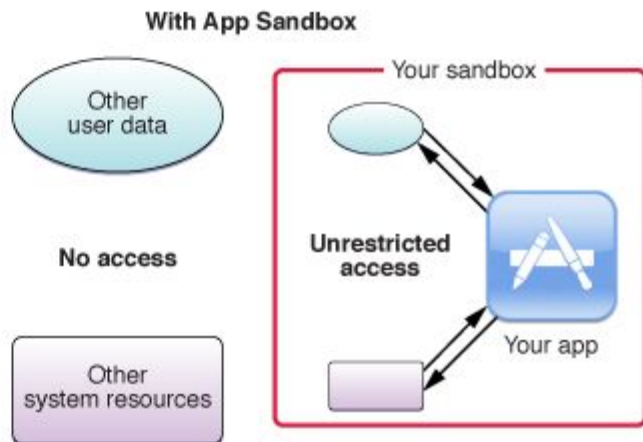 With App Sandbox
Other
user data
Your sandbox
No access
Unrestricted
access
Your app
Other
system resources